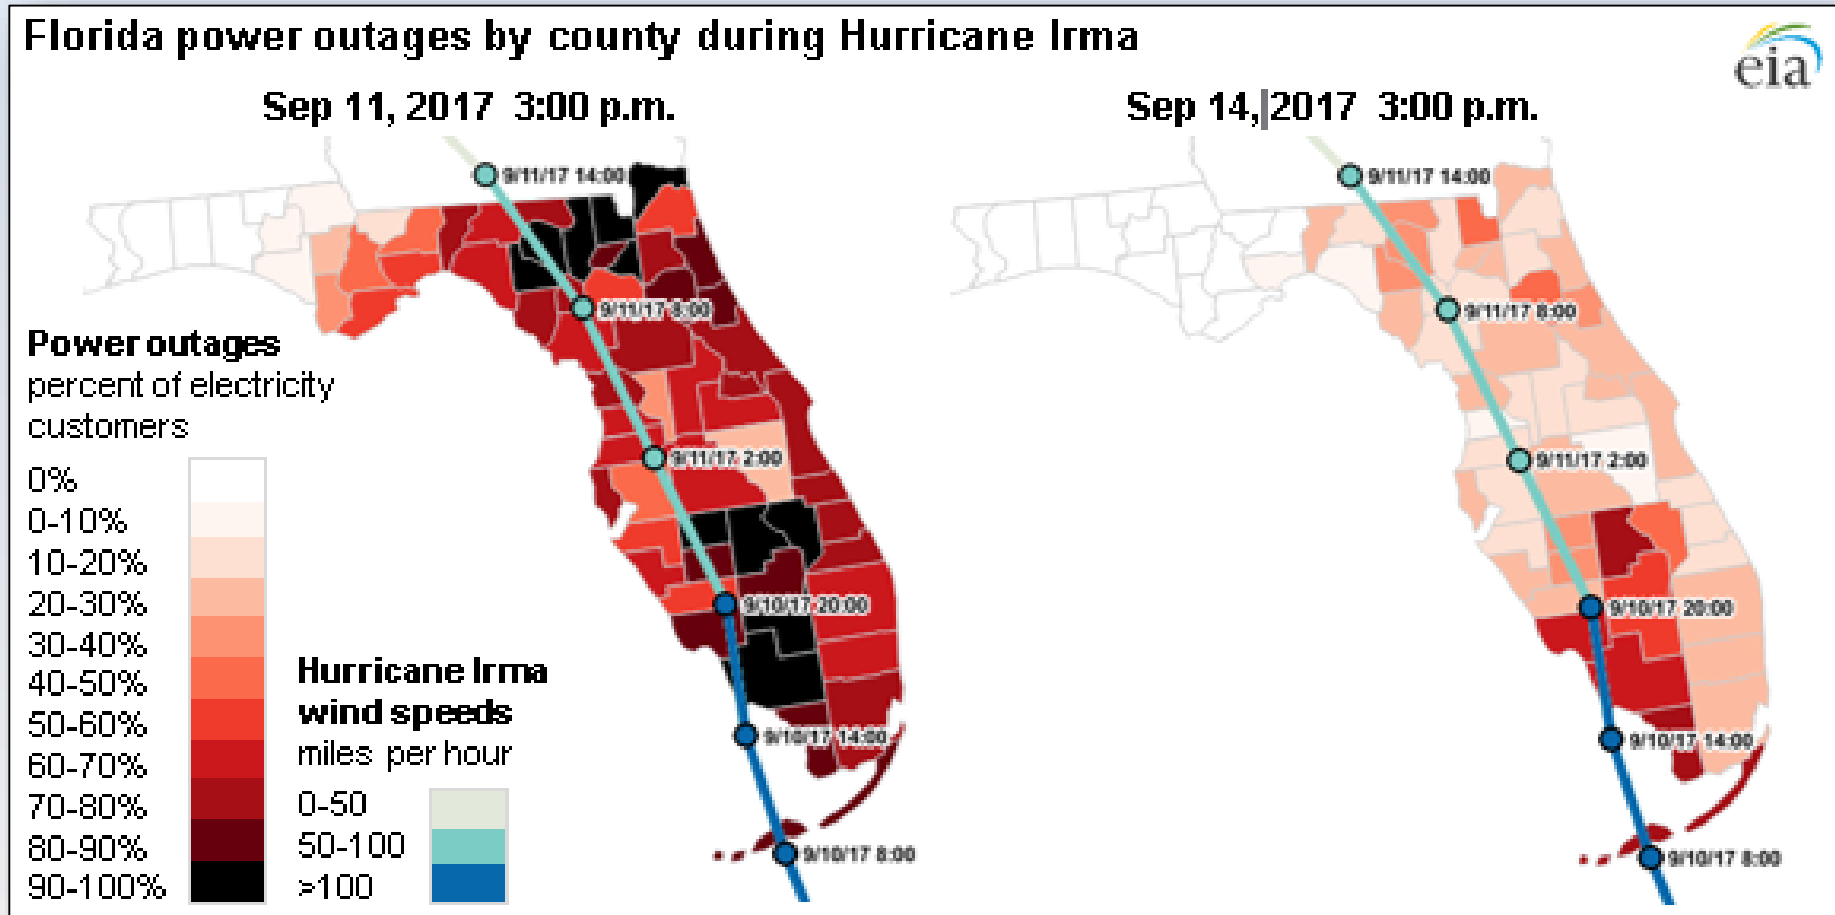 Florida power outages by county during Hurricane Irma
eia
Sep 11, 2017 3:00 p.m.
Sep 14, 2017 3:00 p.m.
9/11/17 14:00
9/11/17 8:00
9/11/17 2:00
9/10/17 20:00
9/10/17 14:00
9/10/17 8:00
9/11/17 14:00
9/11/17 8:00
9/11/17 2:00
9/10/17 20:00
9/10/17 14:00
9/10/17 8:00
Power outages
percent of electricity
customers
0%
0-10%
10-20%
20-30%
30-40%
40-50%
50-60%
60-70%
70-80%
80-90%
90-100%
Hurricane Irma
wind speeds
miles per hour
0-50
50-100
>100